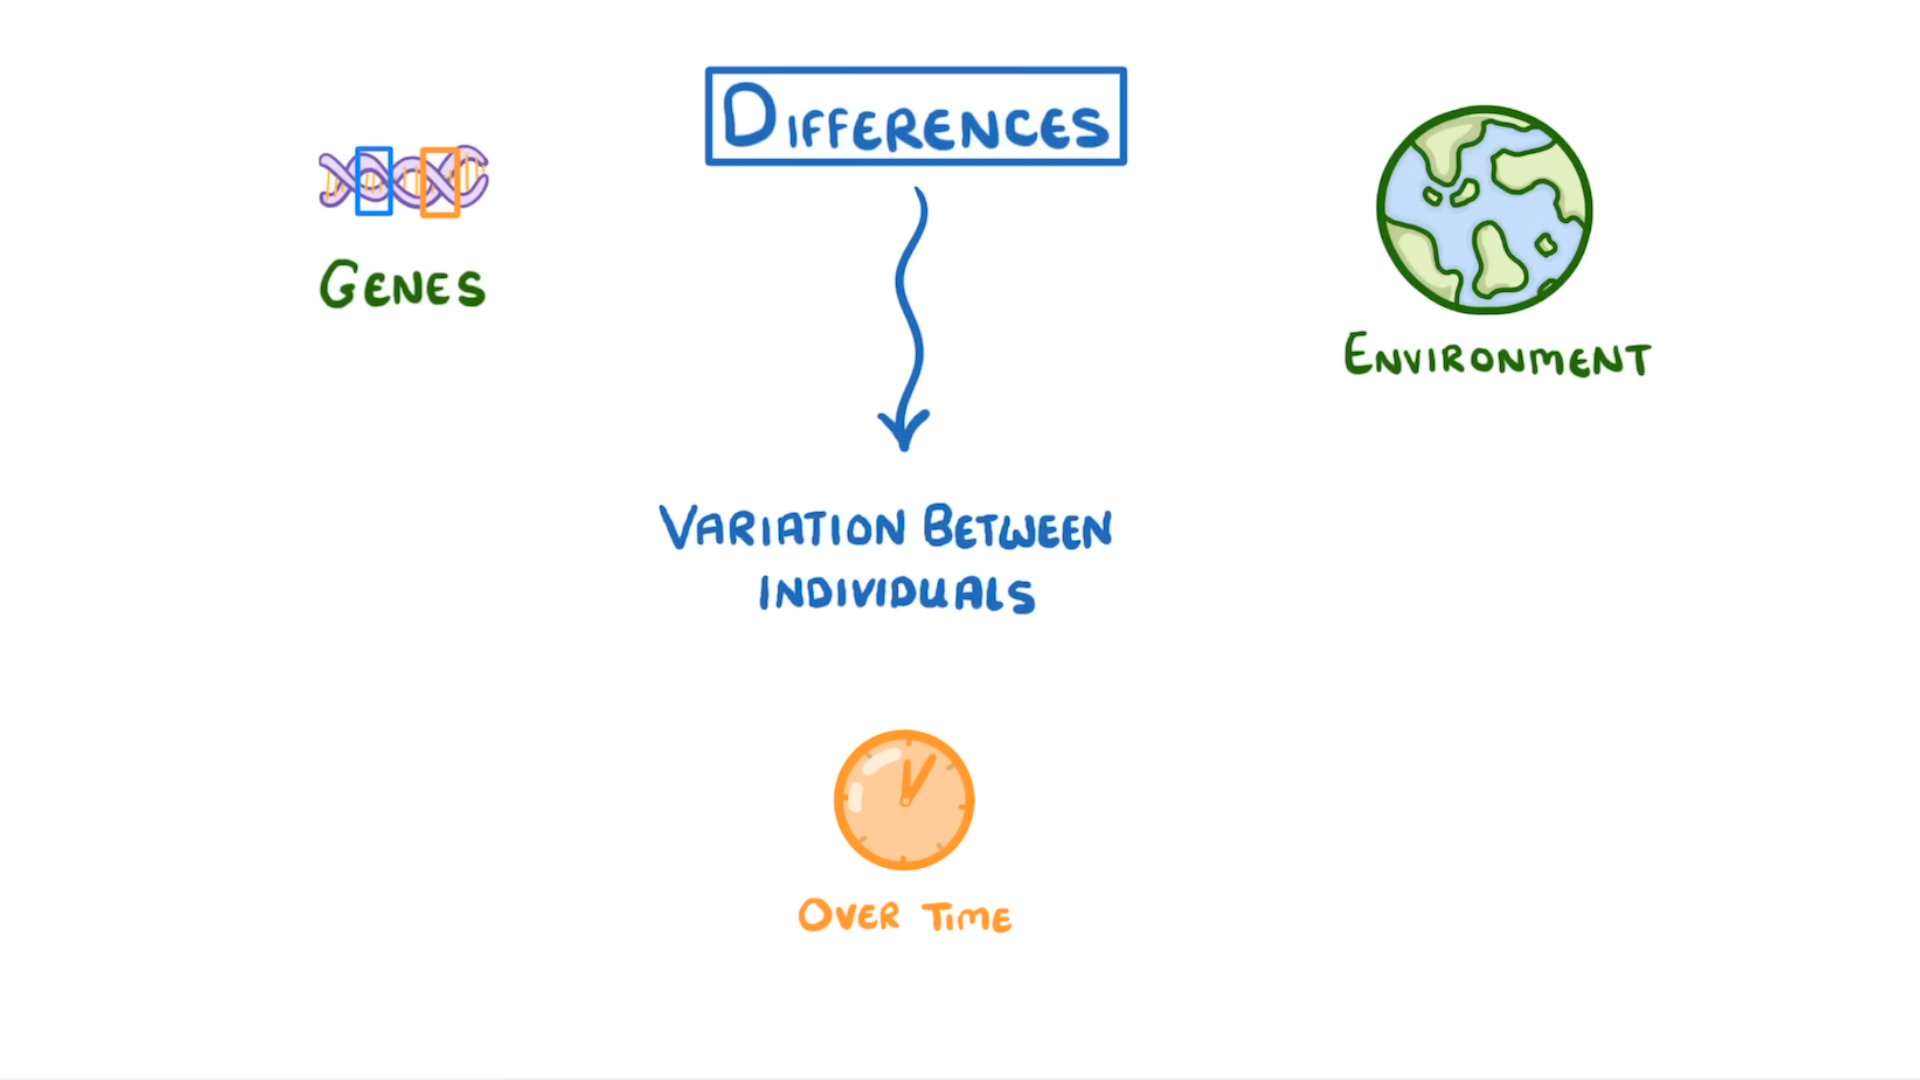 DIFFERENCES
GENES
ENVIRONMENT
VARIATION BETWEEN
INDIVIDUALS
OVER TIME